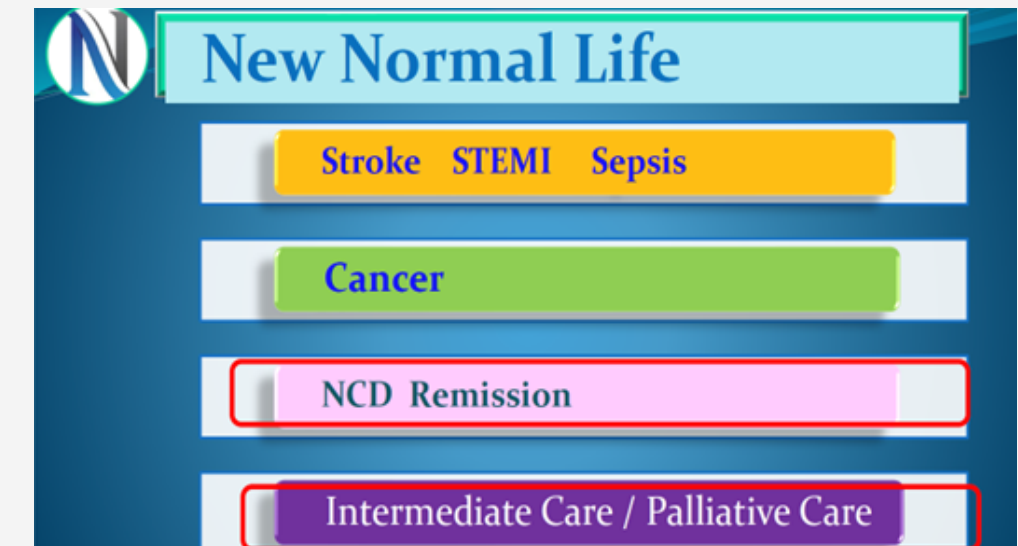 N
New Normal Life
Stroke STEMI Sepsis
Cancer
NCD Remission
Intermediate Care / Palliative Care